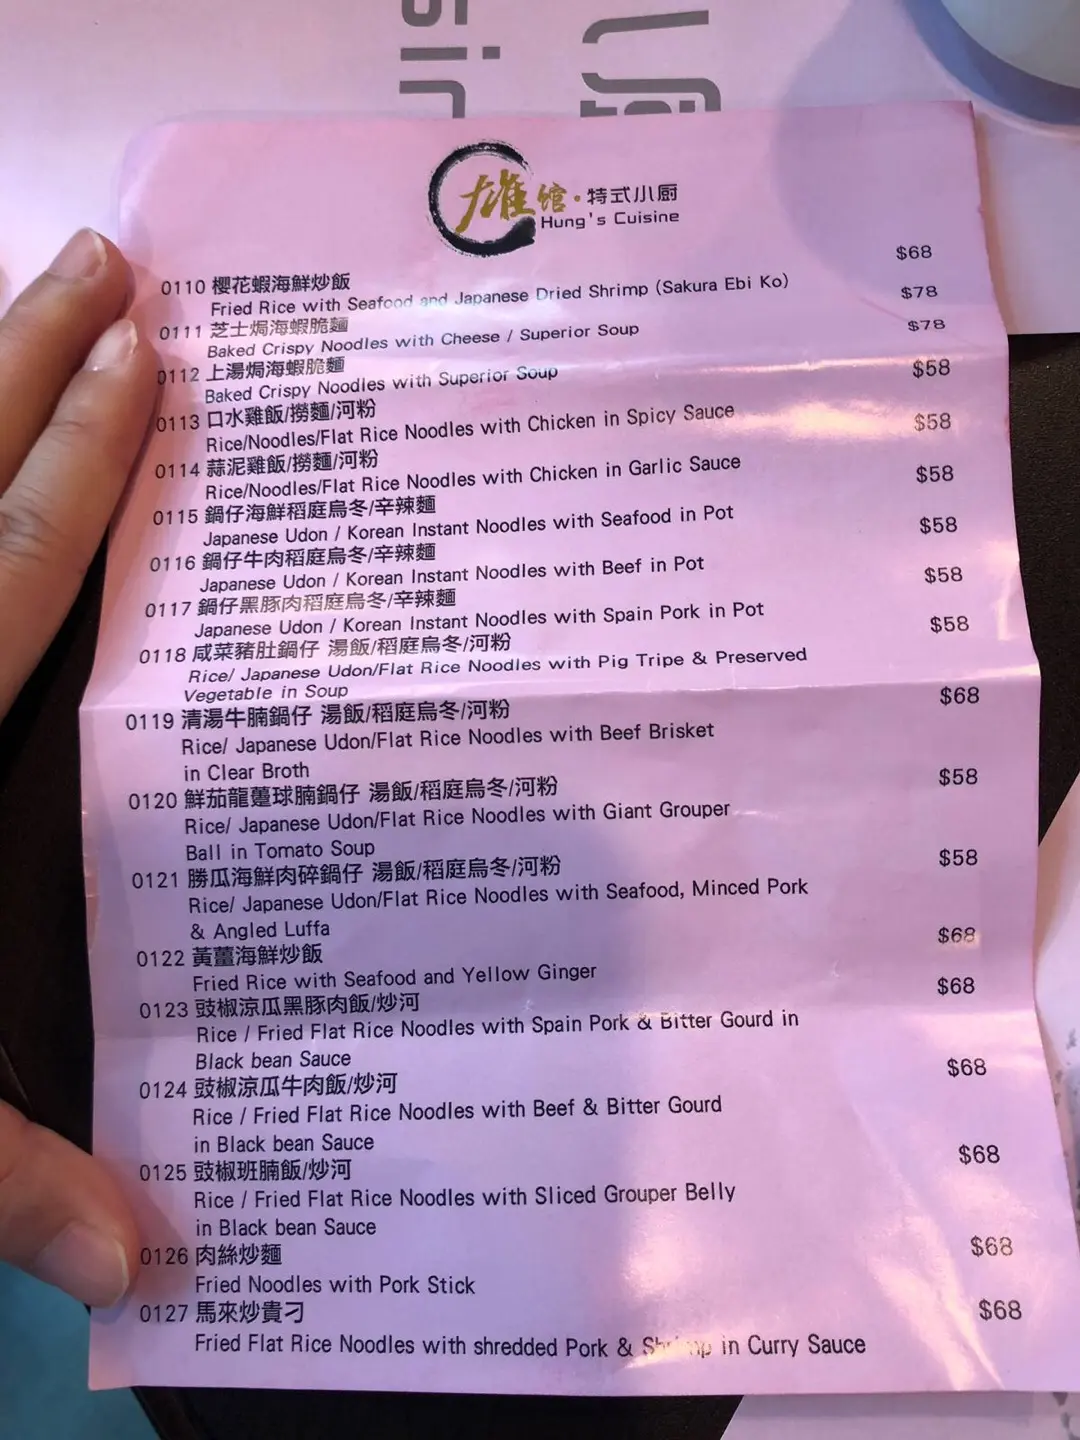 雄馆·特式小厨
Hung's Cuisine
0110 櫻花蝦海鮮炒飯 $68
Fried Rice with Seafood and Japanese Dried Shrimp (Sakura Ebi Ko)
0111 芝士焗海蝦脆麵 $78
Baked Crispy Noodles with Cheese / Superior Soup
0112 上湯焗海蝦脆麵 $78
Baked Crispy Noodles with Superior Soup
0113 口水雞飯/撈麵/河粉 $58
Rice/Noodles/Flat Rice Noodles with Chicken in Spicy Sauce
0114 蒜泥雞飯/撈麵/河粉 $58
Rice/Noodles/Flat Rice Noodles with Chicken in Garlic Sauce
0115 鍋仔海鮮稻庭烏冬/辛辣麵 $58
Japanese Udon / Korean Instant Noodles with Seafood in Pot
0116 鍋仔牛肉稻庭烏冬/辛辣麵 $58
Japanese Udon / Korean Instant Noodles with Beef in Pot
0117 鍋仔黑豚肉稻庭烏冬/辛辣麵 $58
Japanese Udon / Korean Instant Noodles with Spain Pork in Pot
0118 咸菜豬肚鍋仔 湯飯/稻庭烏冬/河粉 $58
Rice/ Japanese Udon/Flat Rice Noodles with Pig Tripe & Preserved
Vegetable in Soup
0119 清湯牛腩鍋仔 湯飯/稻庭烏冬/河粉 $68
Rice/ Japanese Udon/Flat Rice Noodles with Beef Brisket
in Clear Broth
0120 鮮茄龍躉球腩鍋仔 湯飯/稻庭烏冬/河粉 $58
Rice/ Japanese Udon/Flat Rice Noodles with Giant Grouper
Ball in Tomato Soup
0121 勝瓜海鮮肉碎鍋仔 湯飯/稻庭烏冬/河粉 $58
Rice/ Japanese Udon/Flat Rice Noodles with Seafood, Minced Pork
& Angled Luffa
0122 黃薑海鮮炒飯 $68
Fried Rice with Seafood and Yellow Ginger
0123 豉椒涼瓜黑豚肉飯/炒河 $68
Rice / Fried Flat Rice Noodles with Spain Pork & Bitter Gourd in
Black bean Sauce
0124 豉椒涼瓜牛肉飯/炒河 $68
Rice / Fried Flat Rice Noodles with Beef & Bitter Gourd
in Black bean Sauce
0125 豉椒班腩飯/炒河 $68
Rice / Fried Flat Rice Noodles with Sliced Grouper Belly
in Black bean Sauce
0126 肉絲炒麵 $68
Fried Noodles with Pork Stick
0127 馬來炒貴刁 $68
Fried Flat Rice Noodles with shredded Pork & Shrimp in Curry Sauce